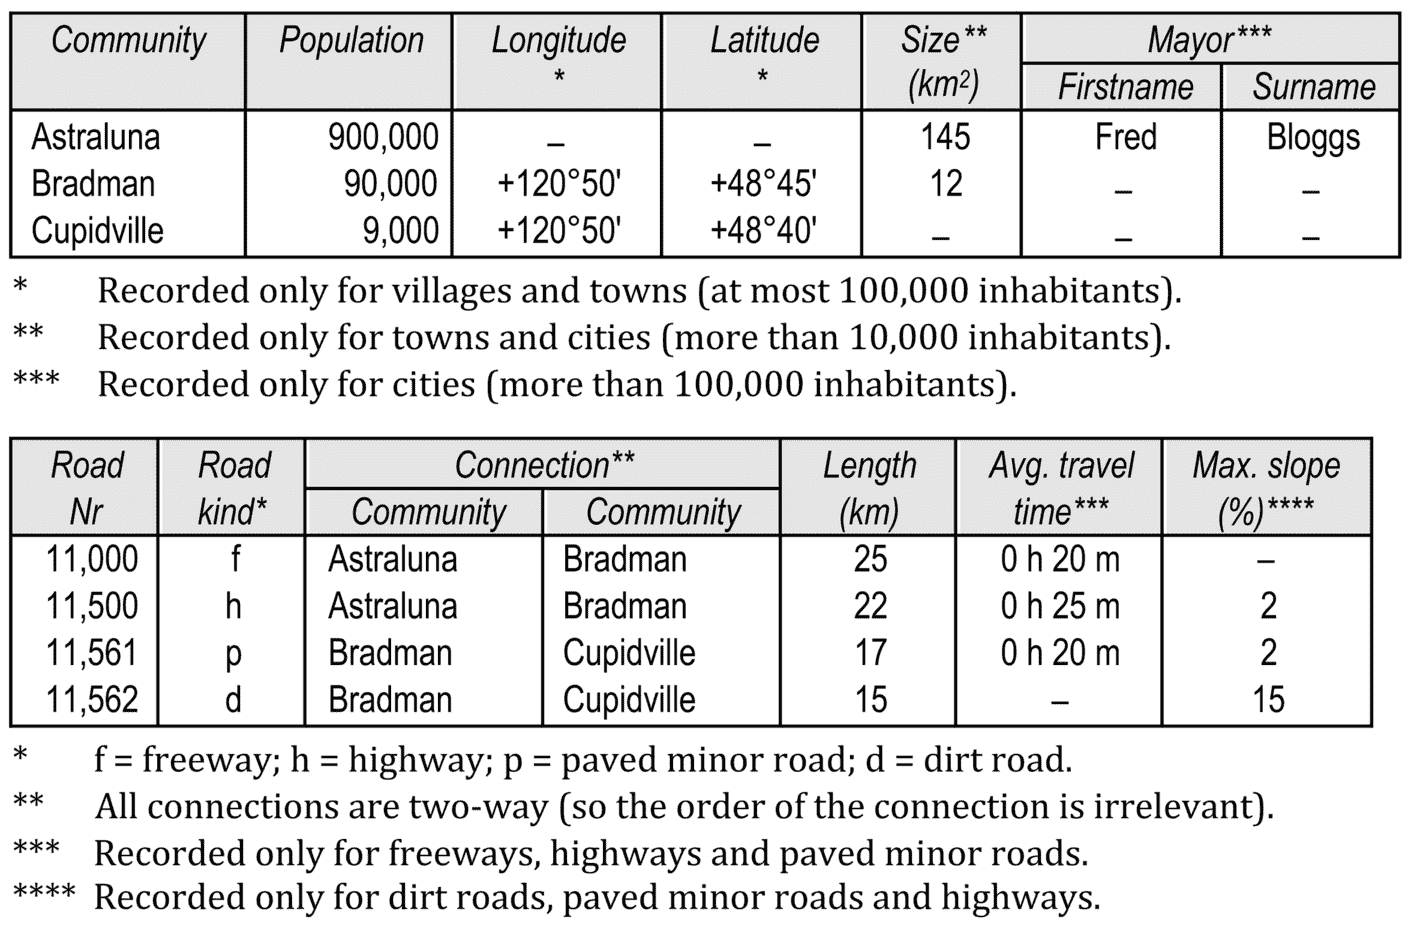 Community Population Longitude * Latitude * Size** (km²) Mayor***
Firstname Surname
Astraluna 900,000 – – 145 Fred Bloggs
Bradman 90,000 +120°50' +48°45' 12 – –
Cupidville 9,000 +120°50' +48°40' – – –
* Recorded only for villages and towns (at most 100,000 inhabitants).
** Recorded only for towns and cities (more than 10,000 inhabitants).
*** Recorded only for cities (more than 100,000 inhabitants).
Road Nr Road kind* Connection** Length (km) Avg. travel time*** Max. slope (%)****
Community Community
11,000 f Astraluna Bradman 25 0 h 20 m –
11,500 h Astraluna Bradman 22 0 h 25 m 2
11,561 p Bradman Cupidville 17 0 h 20 m 2
11,562 d Bradman Cupidville 15 – 15
* f = freeway; h = highway; p = paved minor road; d = dirt road.
** All connections are two-way (so the order of the connection is irrelevant).
*** Recorded only for freeways, highways and paved minor roads.
**** Recorded only for dirt roads, paved minor roads and highways.